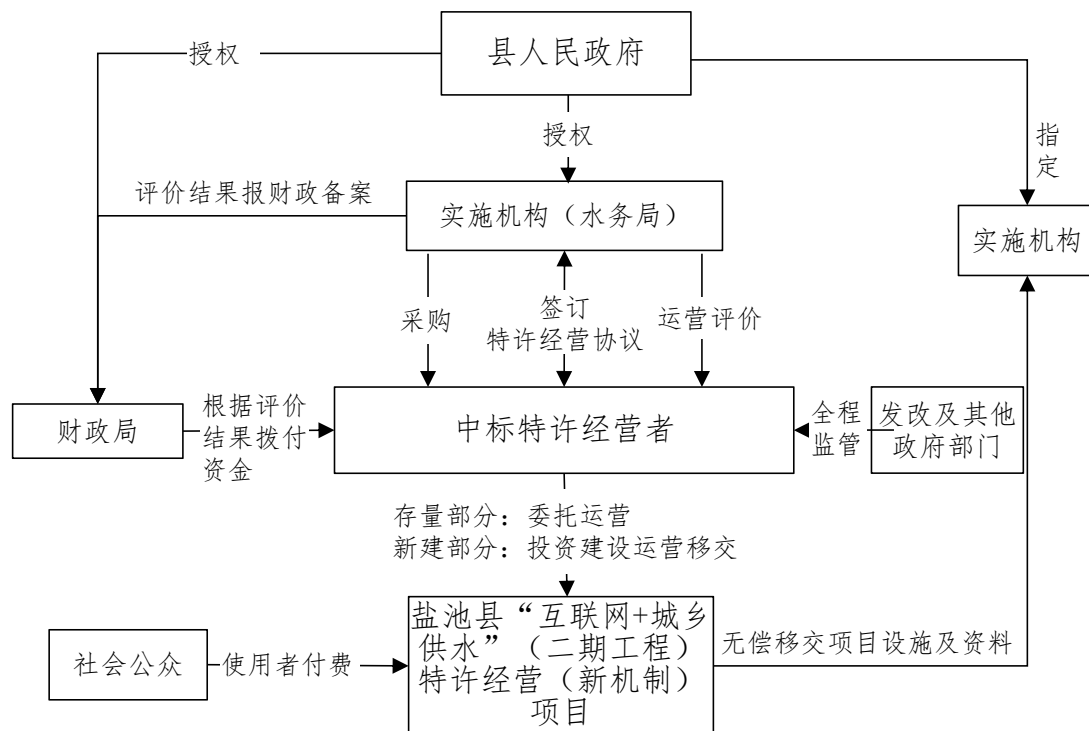 县人民政府
授权
授权
指
定
评价结果报财政备案
实施机构（水务局）
实施机构
采购
签订
特许经营协议
运营评价
财政局
根据评价
结果拨付
资金
中标特许经营者
全程
监管
发改及其他
政府部门
存量部分：委托运营
新建部分：投资建设运营移交
社会公众
使用者付费
盐池县“互联网+城乡
供水”（二期工程）
特许经营（新机制）
项目
无偿移交项目设施及资料